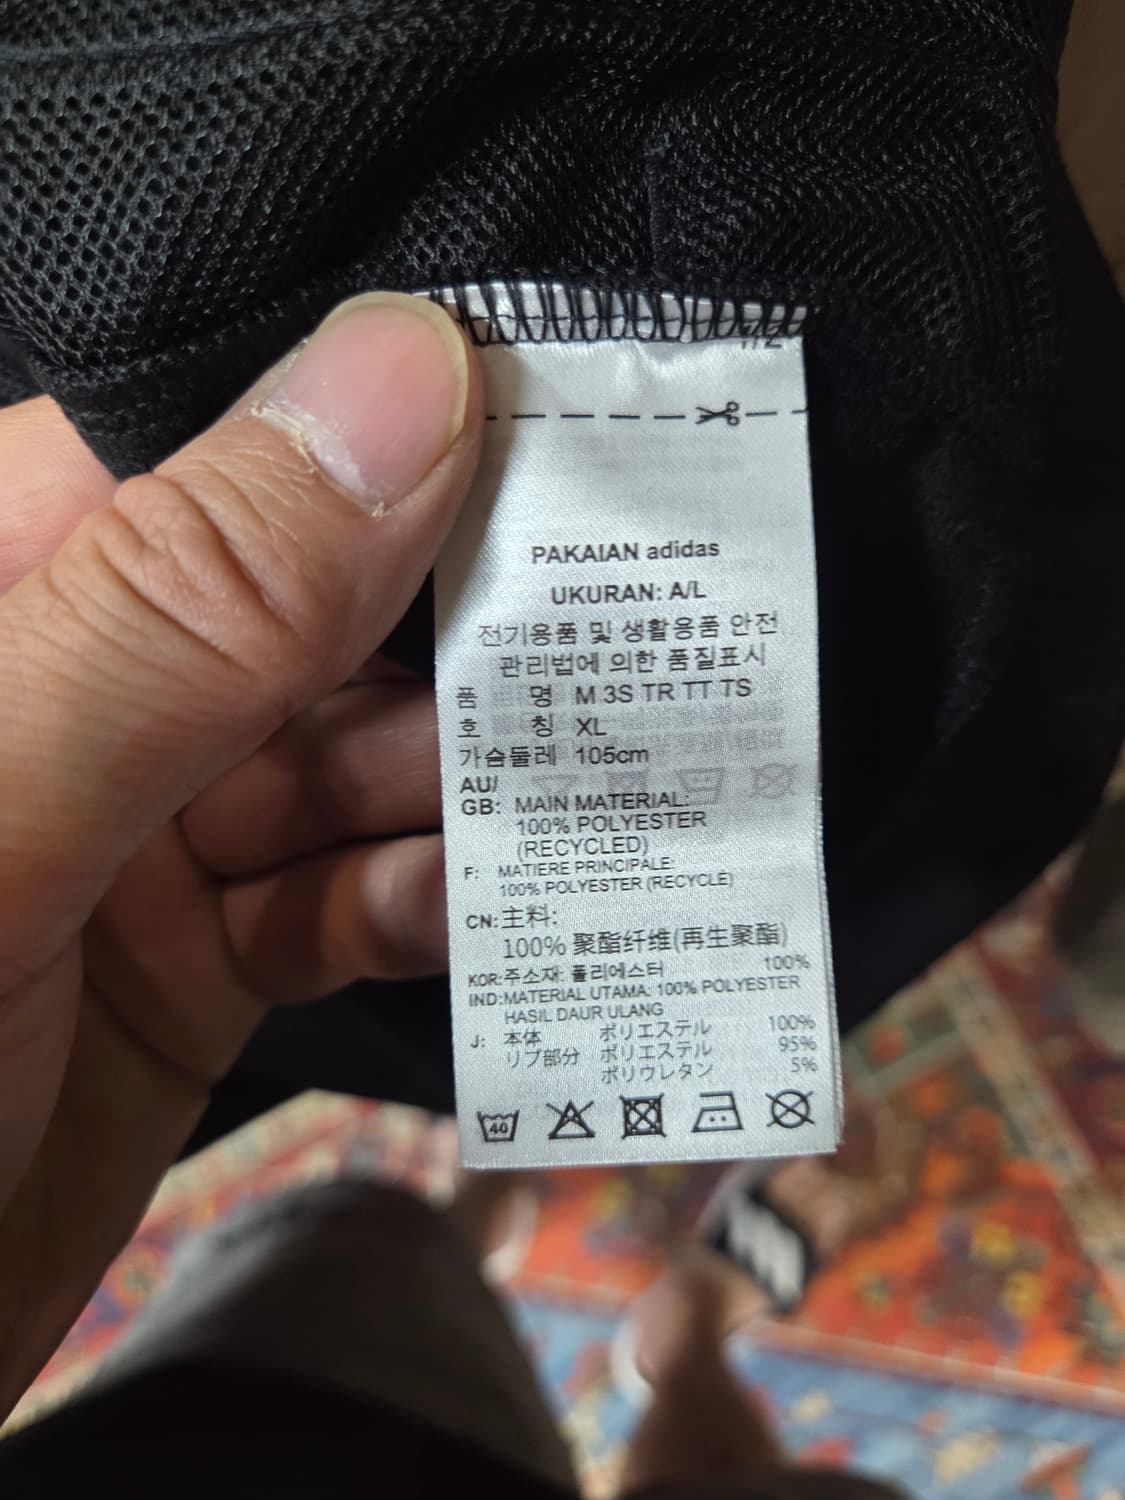 1/2
PAKAIAN adidas
UKURAN: A/L
전기용품 및 생활용품 안전
관리법에 의한 품질표시
품 명 M 3S TR TT TS
호 칭 XL
가슴둘레 105cm
AU/
GB: MAIN MATERIAL:
100% POLYESTER
(RECYCLED)
F: MATIERE PRINCIPALE:
100% POLYESTER (RECYCLE)
CN: 主料:
100% 聚酯纤维(再生聚酯)
KOR: 주소재: 폴리에스터 100%
IND: MATERIAL UTAMA: 100% POLYESTER
HASIL DAUR ULANG
J: 本体 ポリエステル 100%
リブ部分 ポリエステル 95%
ポリウレタン 5%
40